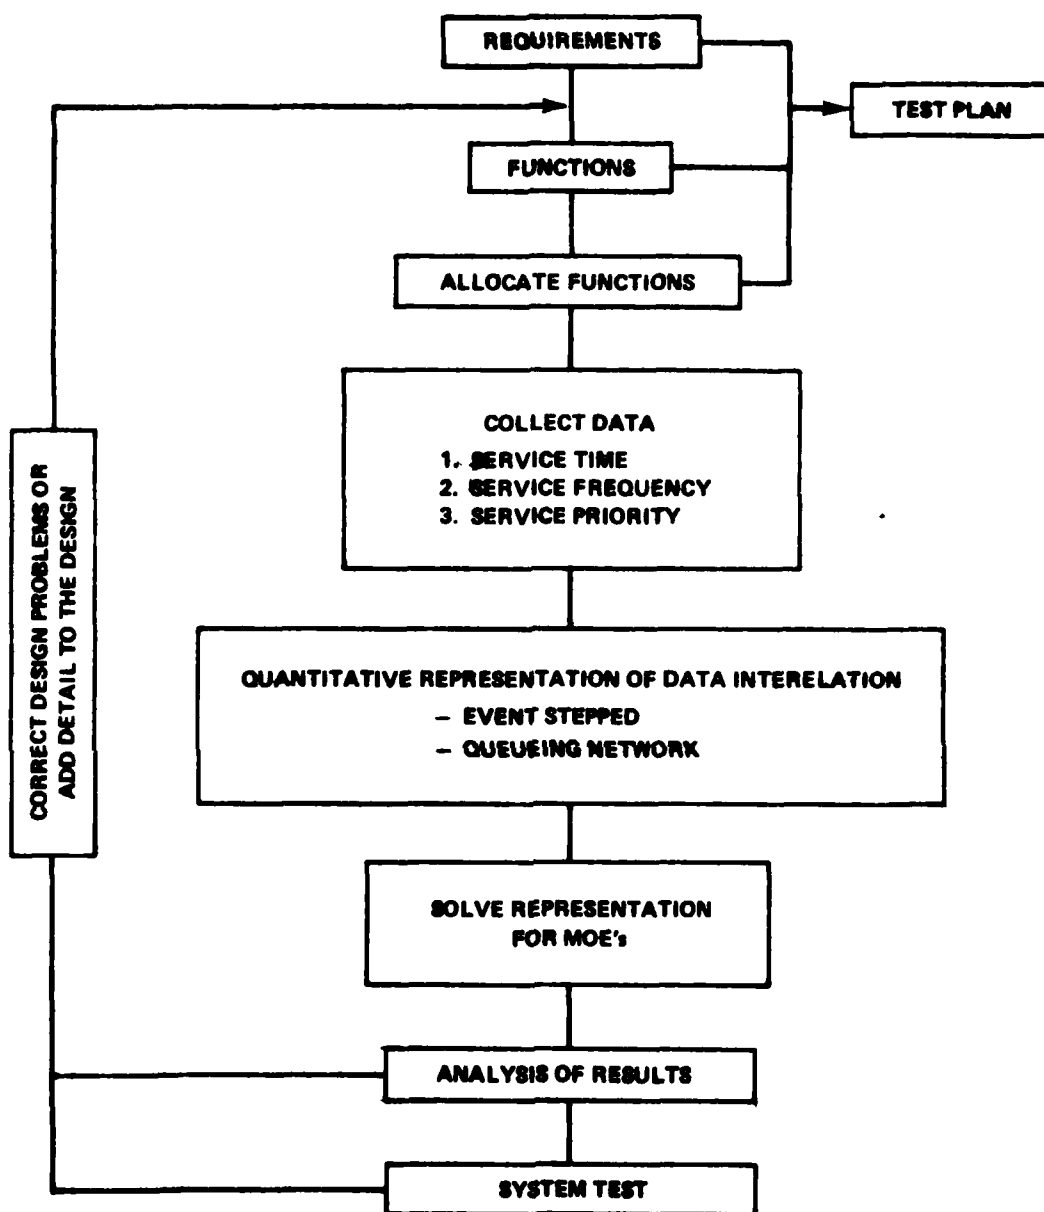 REQUIREMENTS
TEST PLAN
FUNCTIONS
ALLOCATE FUNCTIONS
COLLECT DATA
1. SERVICE TIME
2. SERVICE FREQUENCY
3. SERVICE PRIORITY
CORRECT DESIGN PROBLEMS OR
ADD DETAIL TO THE DESIGN
QUANTITATIVE REPRESENTATION OF DATA INTERELATION
– EVENT STEPPED
– QUEUEING NETWORK
SOLVE REPRESENTATION
FOR MOE's
ANALYSIS OF RESULTS
SYSTEM TEST